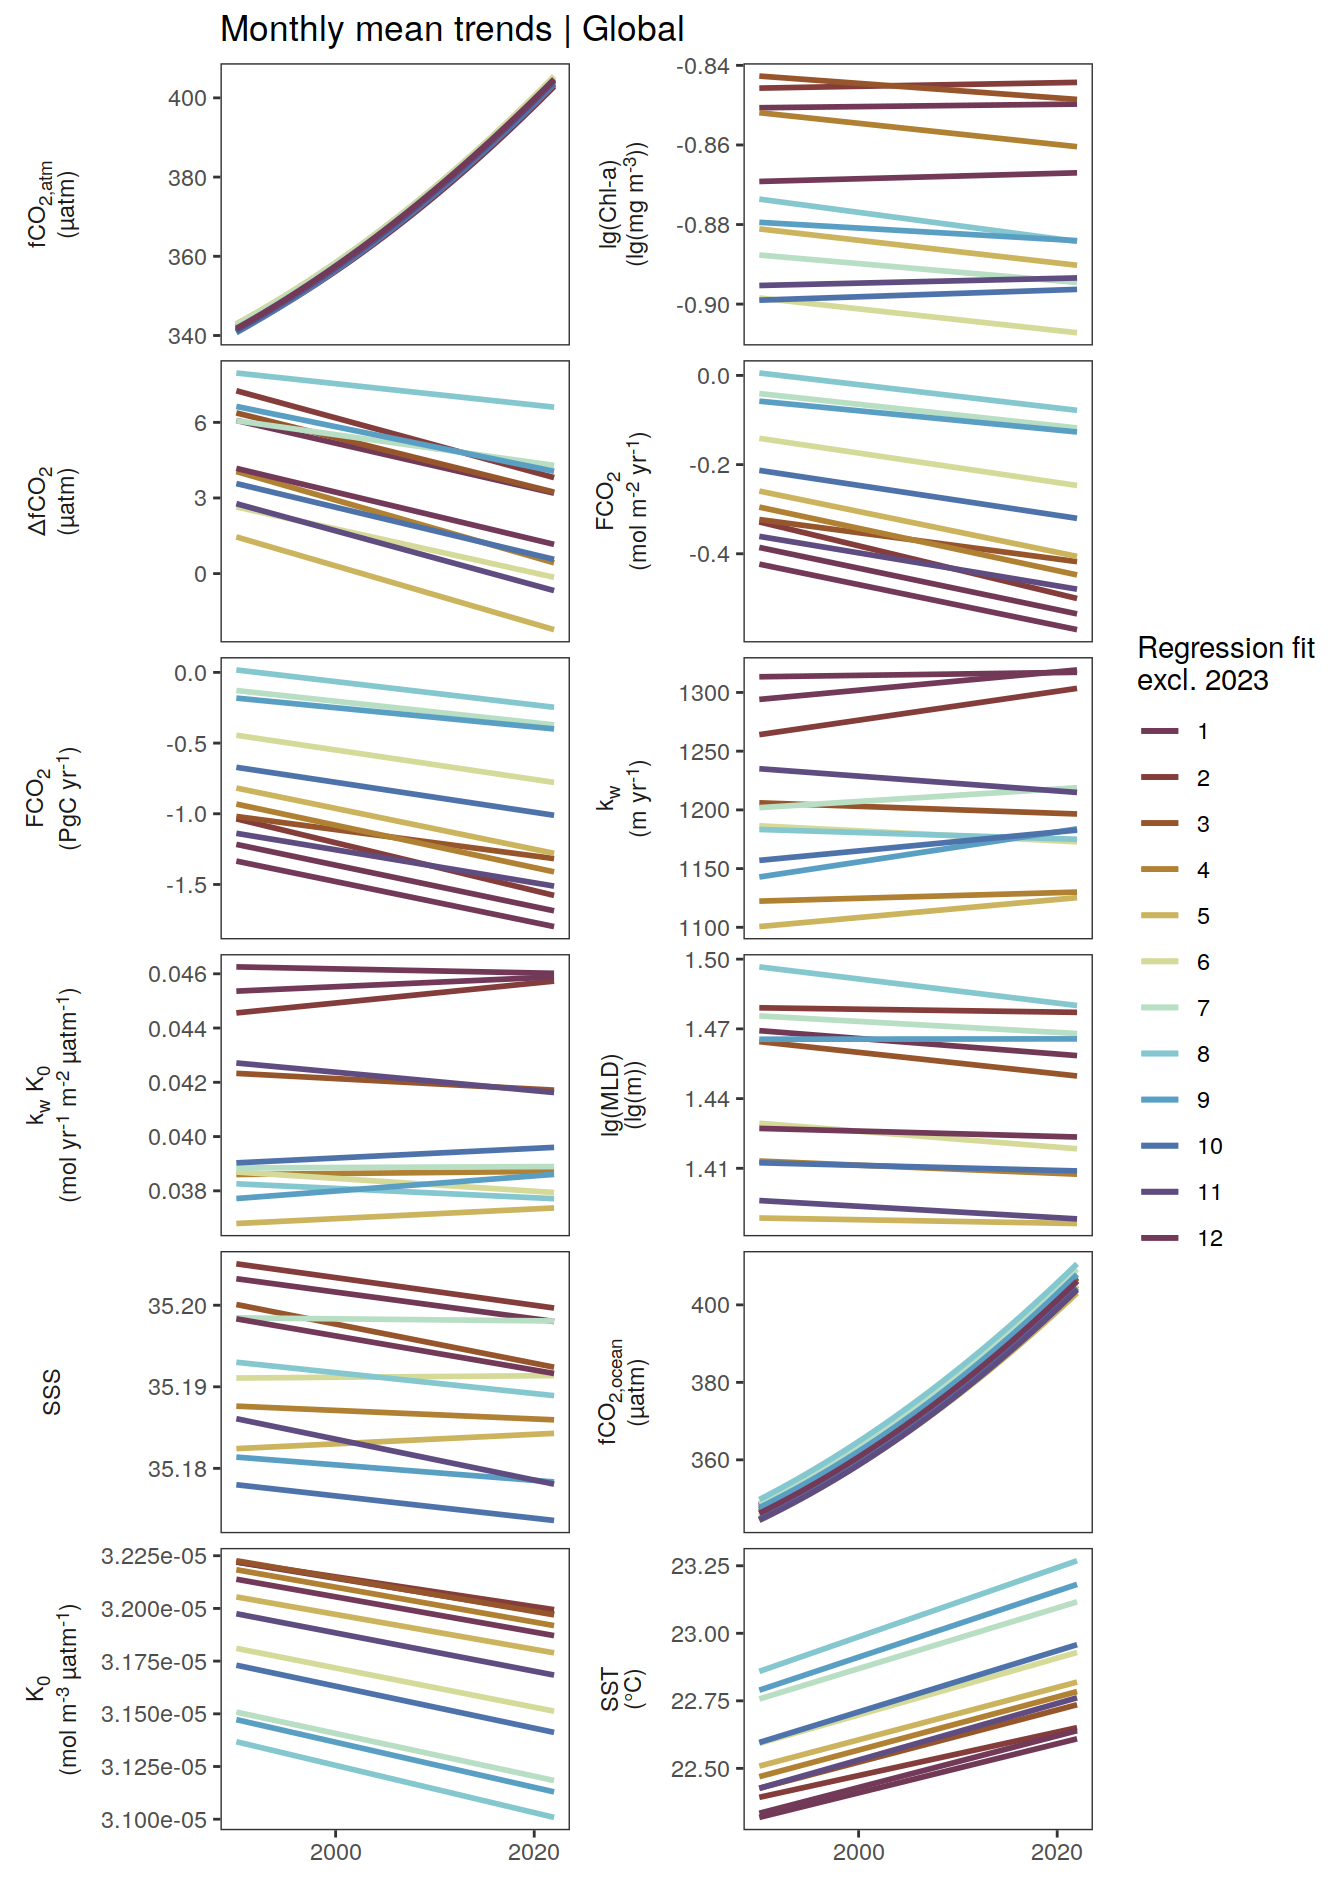 Monthly mean trends | Global
fCO2,atm
(µatm)
400
380
360
340
lg(Chl-a)
(lg(mg m-3))
-0.84
-0.86
-0.88
-0.90
ΔfCO2
(µatm)
6
3
0
FCO2
(mol m-2 yr-1)
0.0
-0.2
-0.4
FCO2
(PgC yr-1)
0.0
-0.5
-1.0
-1.5
kw
(m yr-1)
1300
1250
1200
1150
1100
kw K0
(mol yr-1 m-2 µatm-1)
0.046
0.044
0.042
0.040
0.038
lg(MLD)
(lg(m))
1.50
1.47
1.44
1.41
SSS
35.20
35.19
35.18
fCO2,ocean
(µatm)
400
380
360
K0
(mol m-3 µatm-1)
3.225e-05
3.200e-05
3.175e-05
3.150e-05
3.125e-05
3.100e-05
2000
2020
SST
(°C)
23.25
23.00
22.75
22.50
2000
2020
Regression fit
excl. 2023
1
2
3
4
5
6
7
8
9
10
11
12